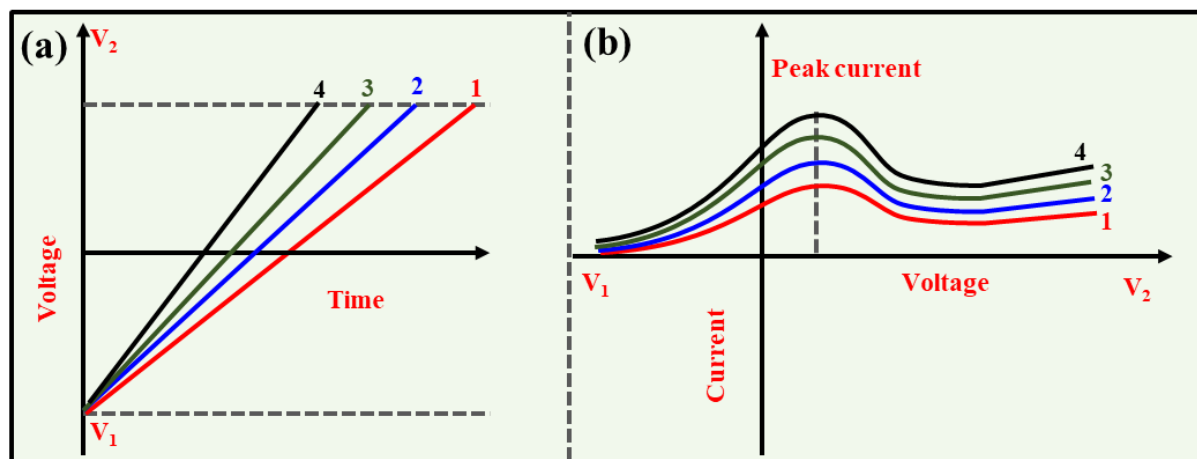 (a)
V₂
4
3
2
1
Voltage
Time
V₁
(b)
Peak current
4
3
2
1
V₁
Voltage
V₂
Current